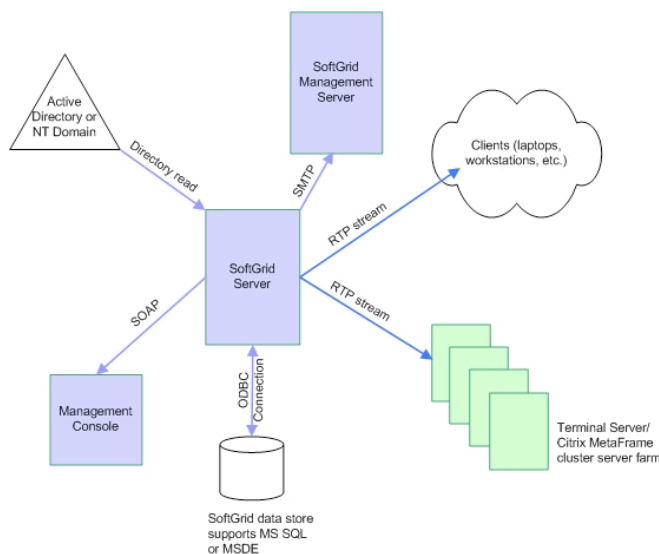 SoftGrid
Management
Server
Active
Directory or
NT Domain
Clients (laptops,
workstations, etc.)
Directory read
SMTP
RTP stream
SoftGrid
Server
RTP stream
SOAP
ODBC
Connection
Management
Console
Terminal Server/
Citrix MetaFrame
cluster server farm
SoftGrid data store
supports MS SQL
or MSDE